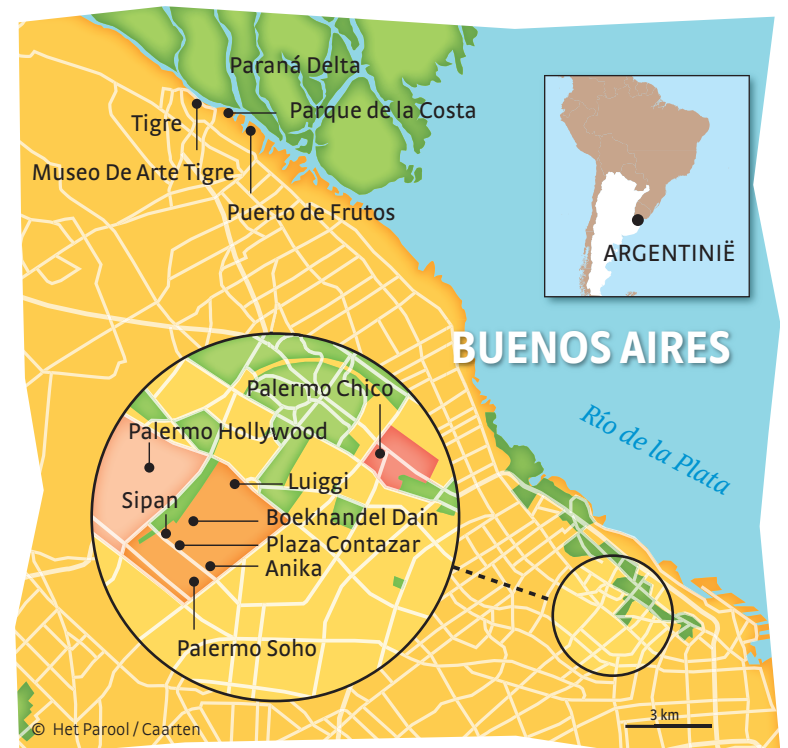 Paraná Delta
Parque de la Costa
Tigre
Museo De Arte Tigre
Puerto de Frutos
ARGENTINIË
BUENOS AIRES
Río de la Plata
Palermo Chico
Palermo Hollywood
Luiggi
Sipan
Boekhandel Dain
Plaza Contazar
Anika
Palermo Soho
3 km
© Het Parool / Caarten